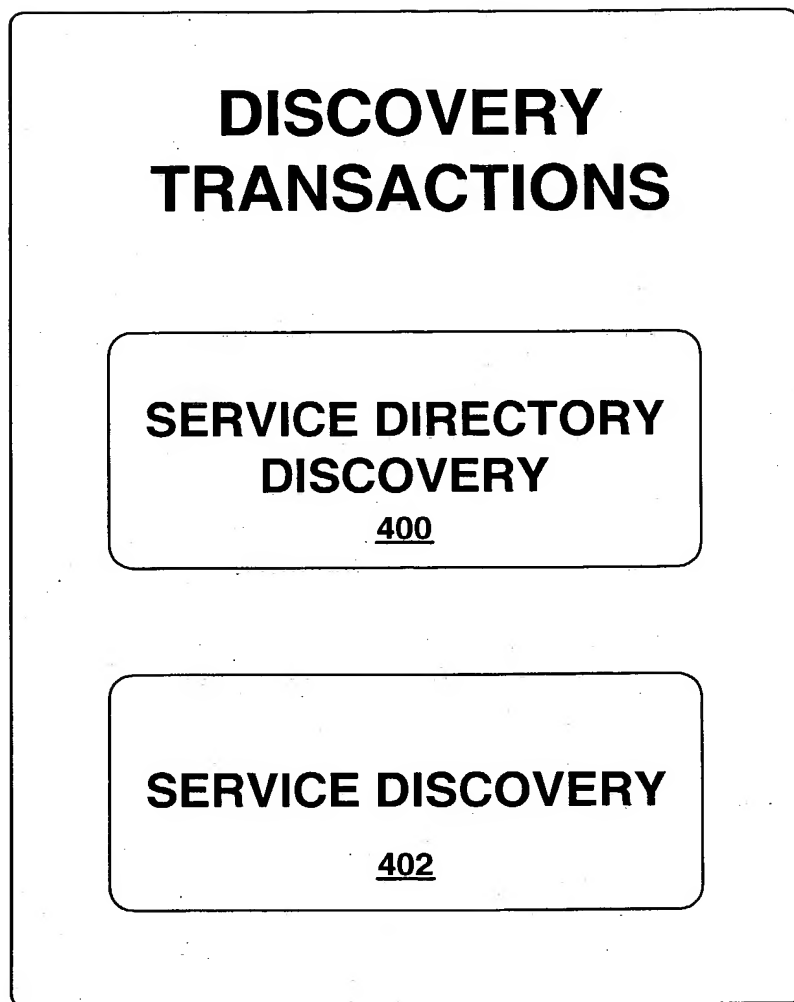 DISCOVERY
TRANSACTIONS
SERVICE DIRECTORY
DISCOVERY
400
SERVICE DISCOVERY
402